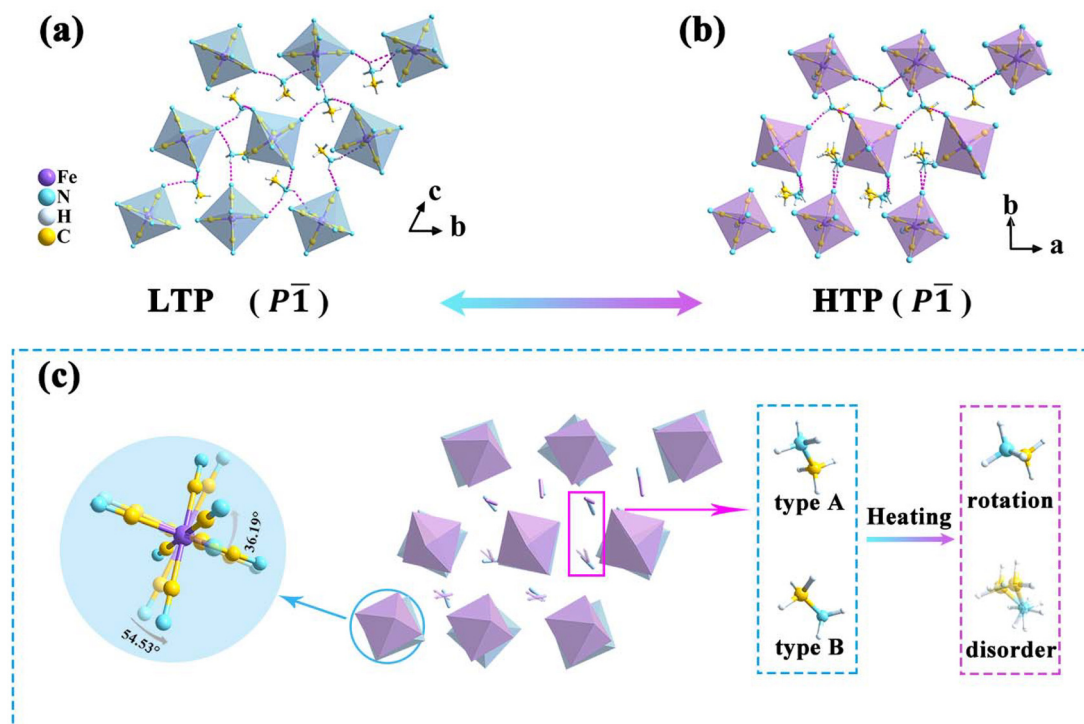 (a)
(b)
Fe
N
H
C
c
b
b
a
LTP ( P1̅ )
HTP ( P1̅ )
(c)
36.19°
54.53°
type A
Heating
rotation
type B
disorder